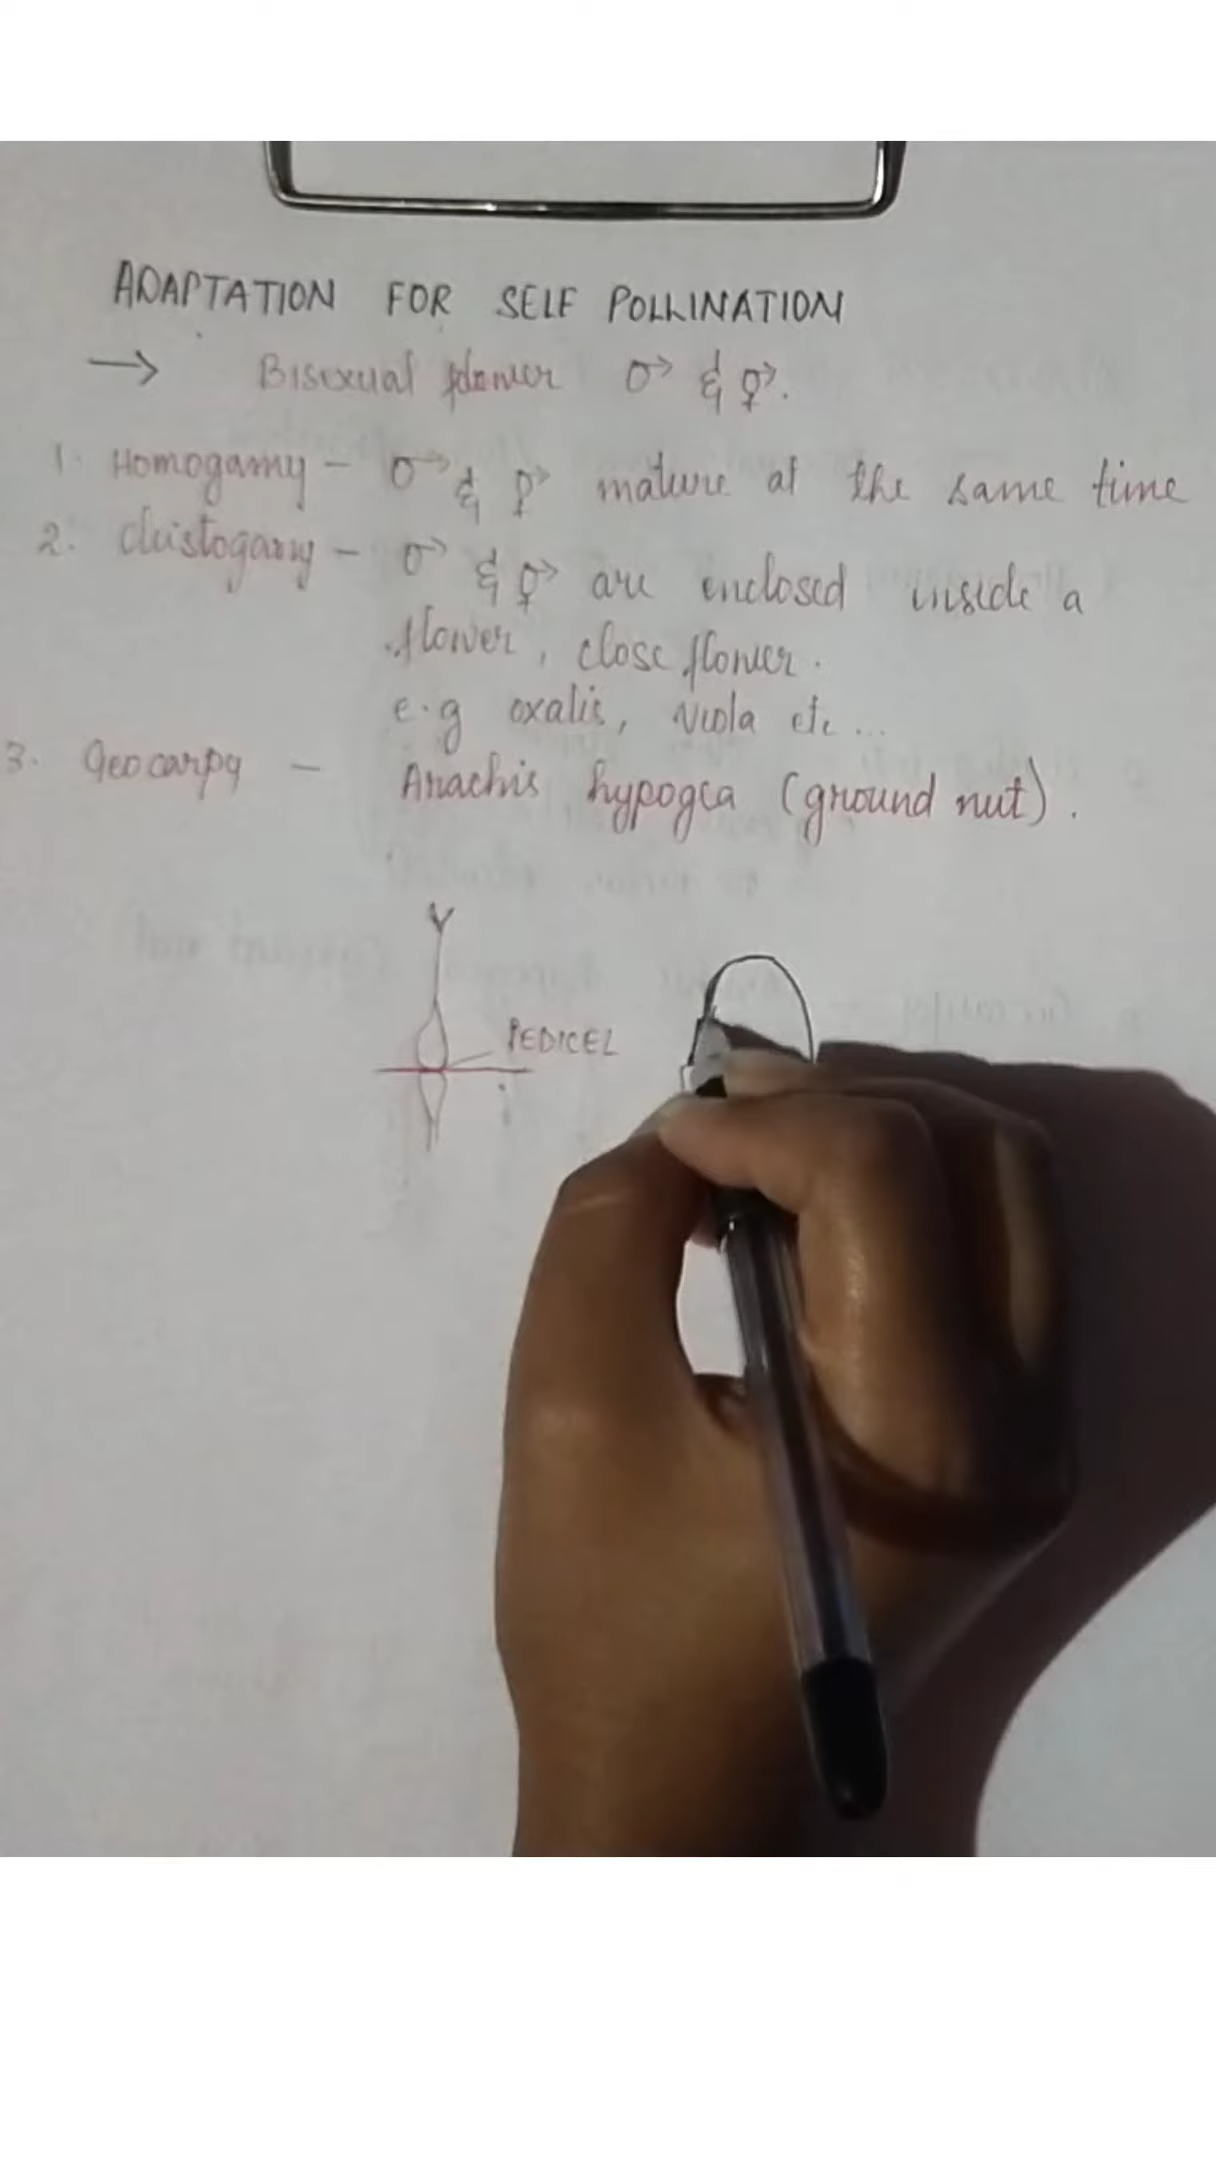 ADAPTATION FOR SELF POLLINATION
→ Bisexual flower ♂ & ⚥.
1. Homogamy - ♂ & ⚥ mature at the same time
2. Cleistogamy - ♂ & ⚥ are enclosed inside a
flower, close flower.
e.g oxalis, Viola etc...
3. Geocarpy - Arachis hypogea (ground nut).
PEDICEL